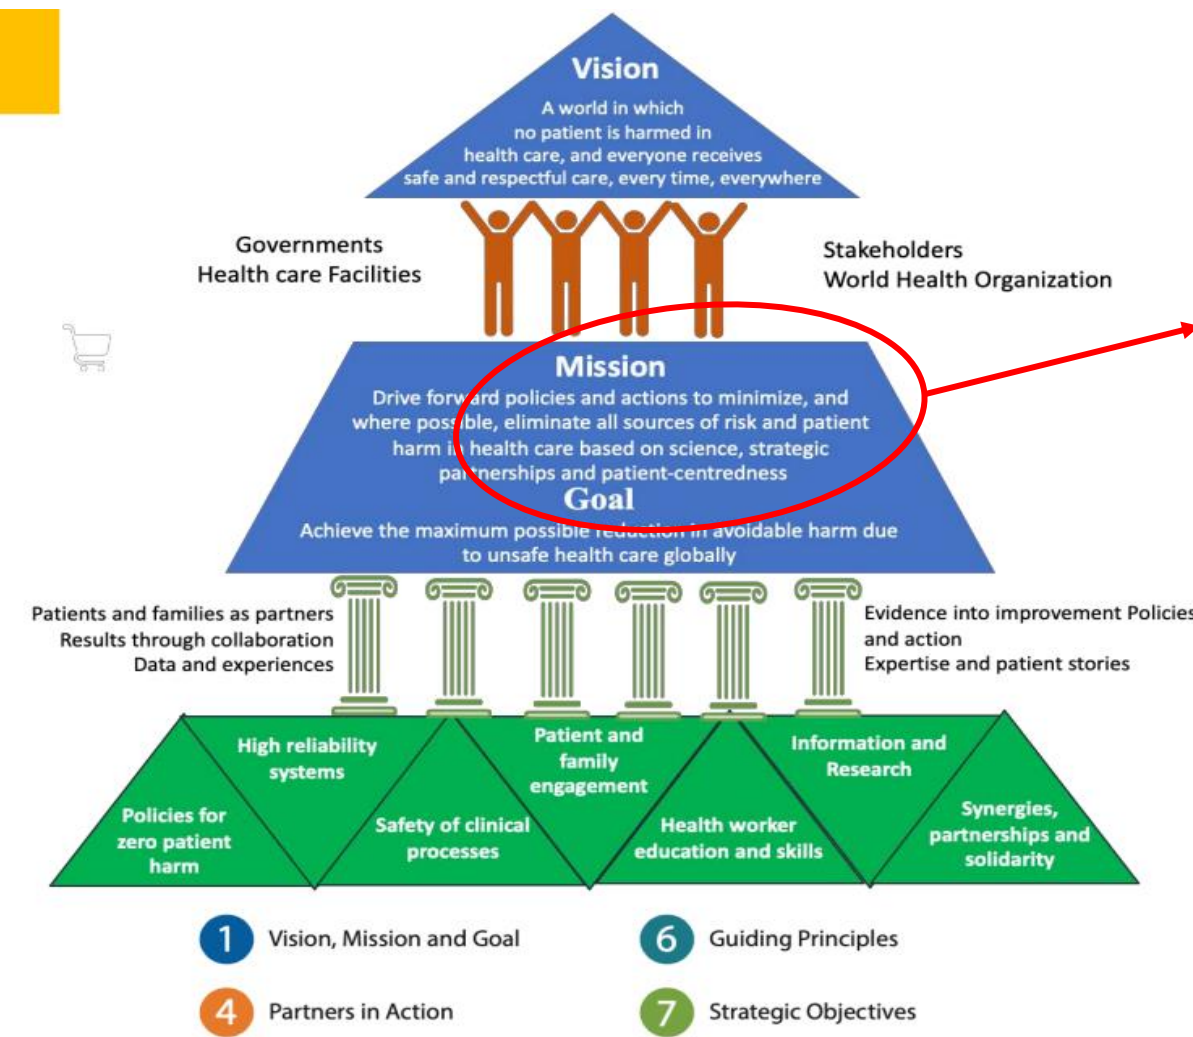 Vision
A world in which
no patient is harmed in
health care, and everyone receives
safe and respectful care, every time, everywhere
Governments
Health care Facilities
Stakeholders
World Health Organization
Mission
Drive forward policies and actions to minimize, and
where possible, eliminate all sources of risk and patient
harm in health care based on science, strategic
partnerships and patient-centredness
Goal
Achieve the maximum possible reduction in avoidable harm due
to unsafe health care globally
Patients and families as partners
Results through collaboration
Data and experiences
Evidence into improvement Policies
and action
Expertise and patient stories
Policies for
zero patient
harm
High reliability
systems
Safety of clinical
processes
Patient and
family
engagement
Health worker
education and skills
Information and
Research
Synergies,
partnerships and
solidarity
1 Vision, Mission and Goal
6 Guiding Principles
4 Partners in Action
7 Strategic Objectives